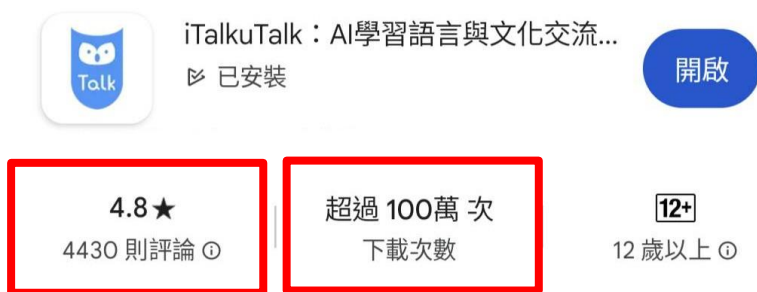 Talk
iTalkuTalk：AI學習語言與文化交流...
已安裝
開啟
4.8★
4430 則評論
超過 100萬 次
下載次數
12+
12 歲以上